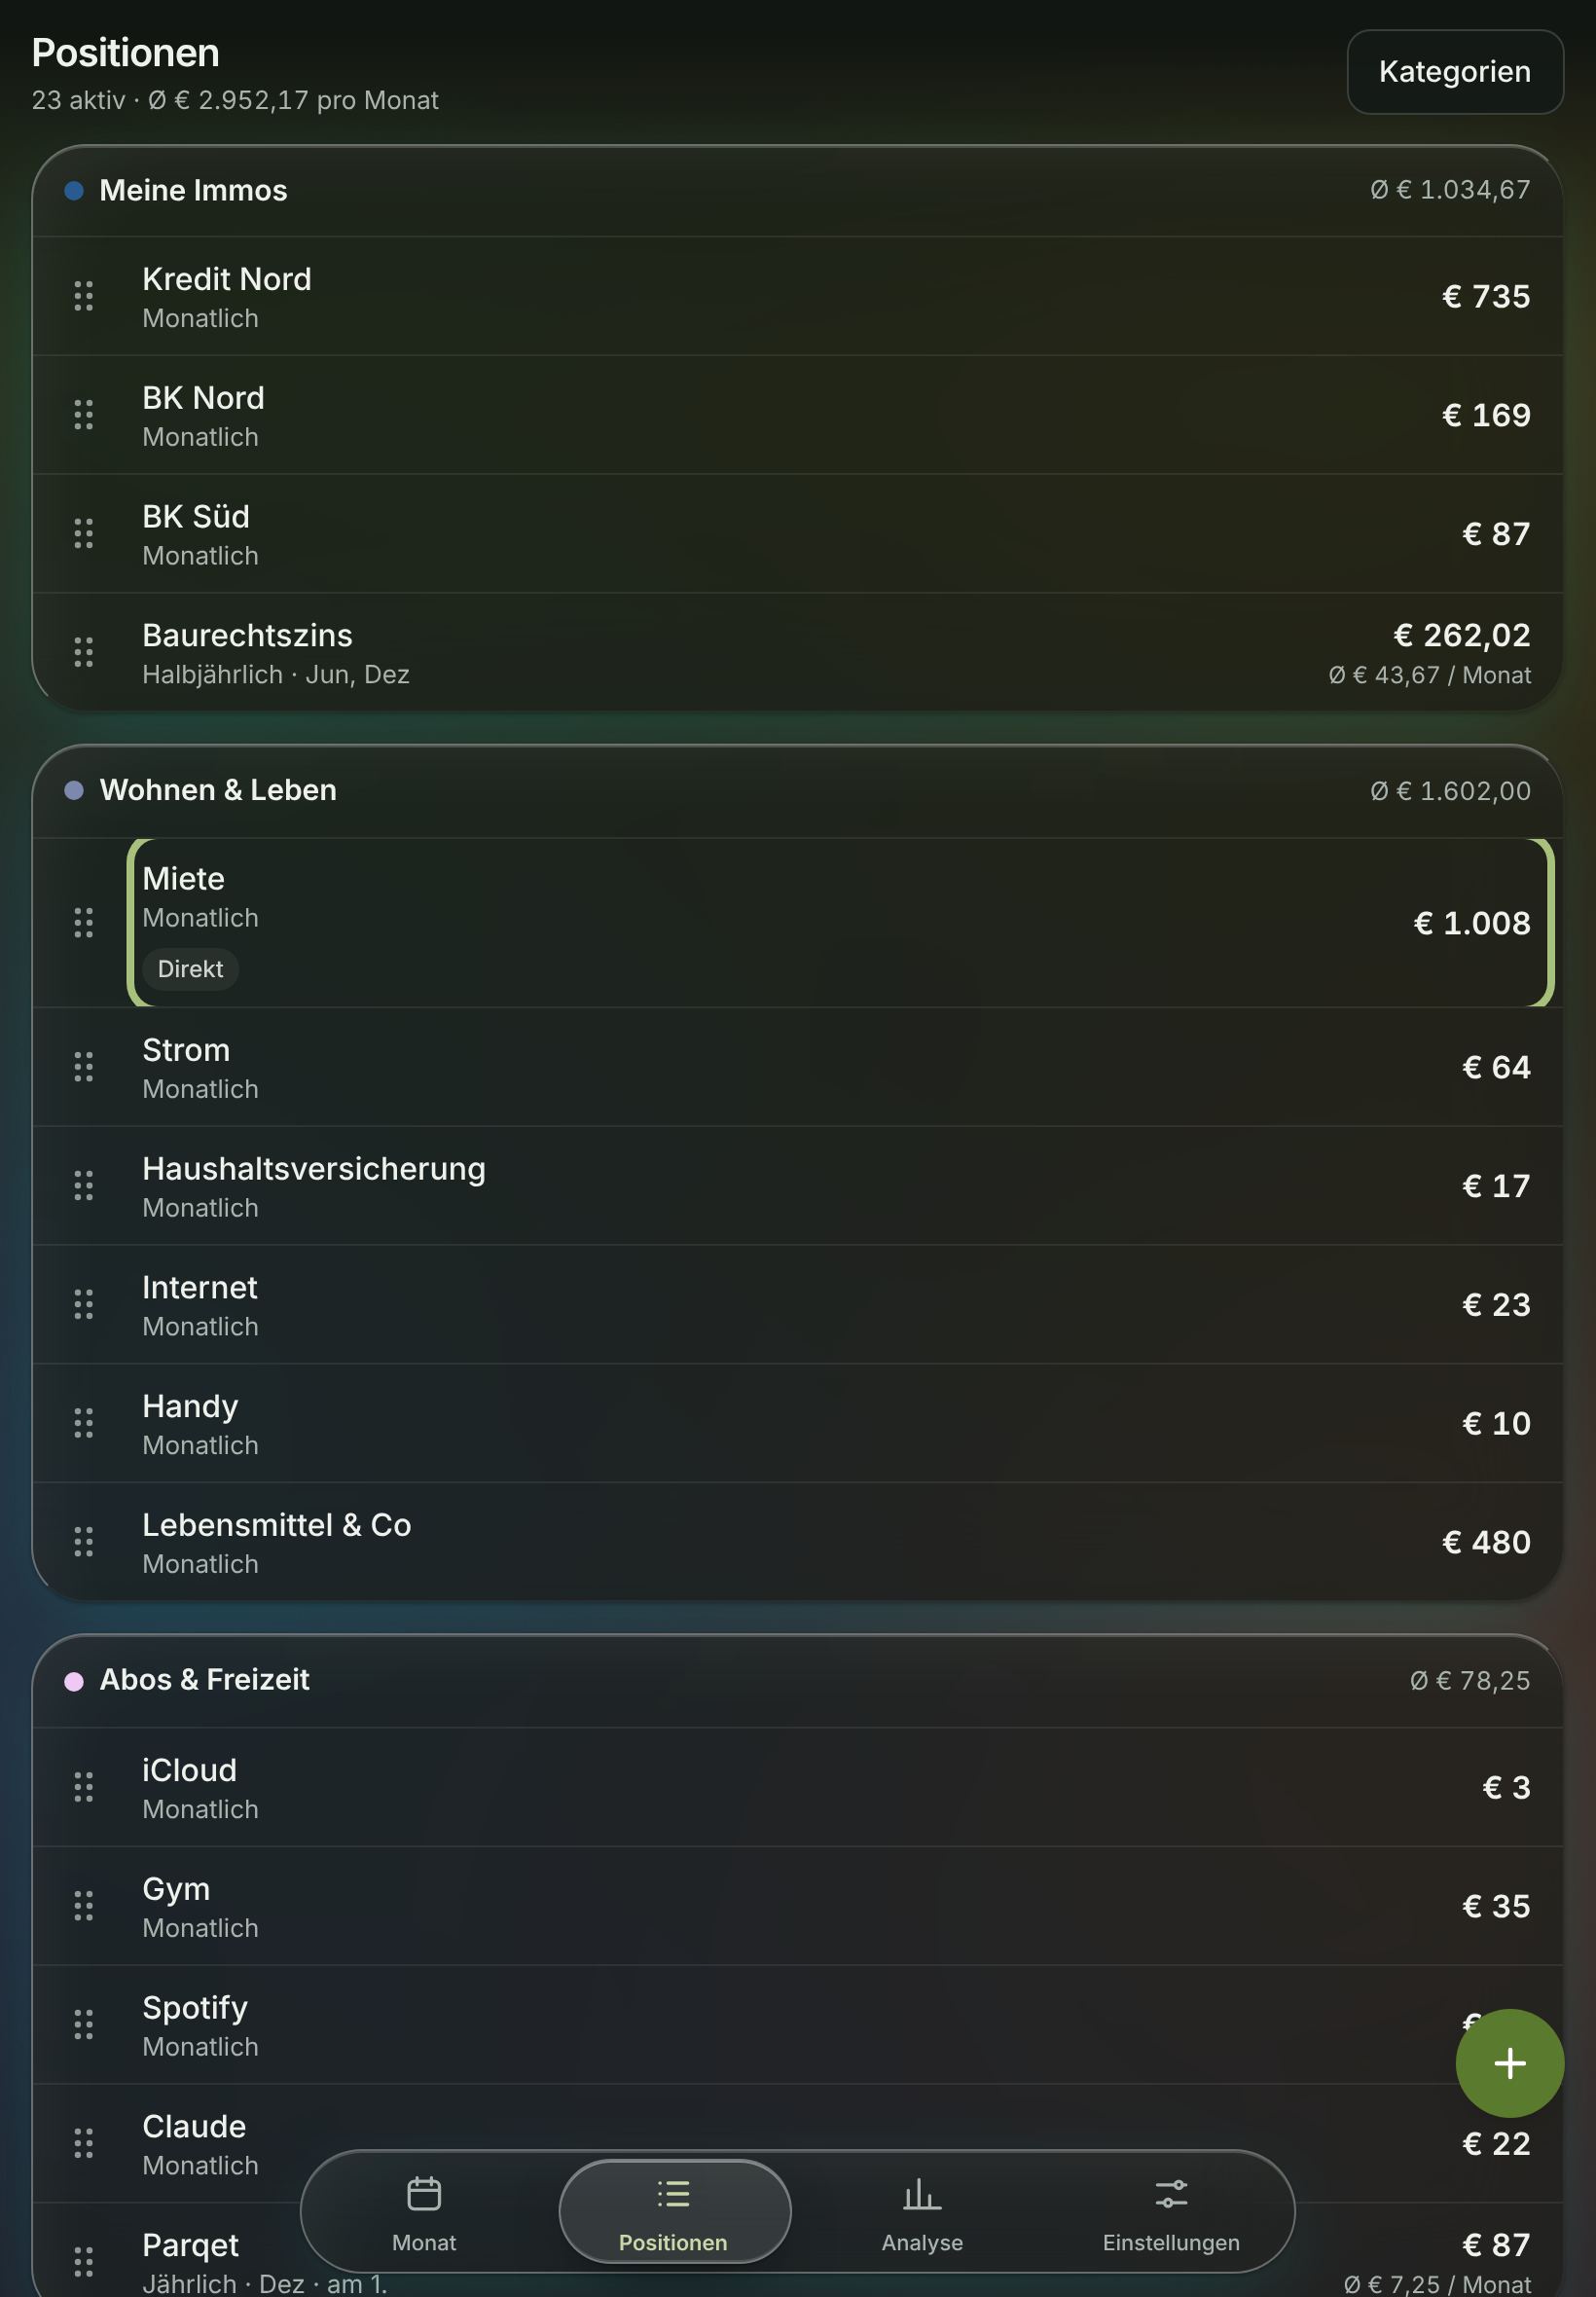 Positionen
23 aktiv · Ø € 2.952,17 pro Monat
Kategorien
Meine Immos
Ø € 1.034,67
Kredit Nord
Monatlich
€ 735
BK Nord
Monatlich
€ 169
BK Süd
Monatlich
€ 87
Baurechtszins
Halbjährlich · Jun, Dez
€ 262,02
Ø € 43,67 / Monat
Wohnen & Leben
Ø € 1.602,00
Miete
Monatlich
Direkt
€ 1.008
Strom
Monatlich
€ 64
Haushaltsversicherung
Monatlich
€ 17
Internet
Monatlich
€ 23
Handy
Monatlich
€ 10
Lebensmittel & Co
Monatlich
€ 480
Abos & Freizeit
Ø € 78,25
iCloud
Monatlich
€ 3
Gym
Monatlich
€ 35
Spotify
Monatlich
€
Claude
Monatlich
€ 22
Parqet
Jährlich · Dez · am 1.
€ 87
Ø € 7,25 / Monat
Monat
Positionen
Analyse
Einstellungen